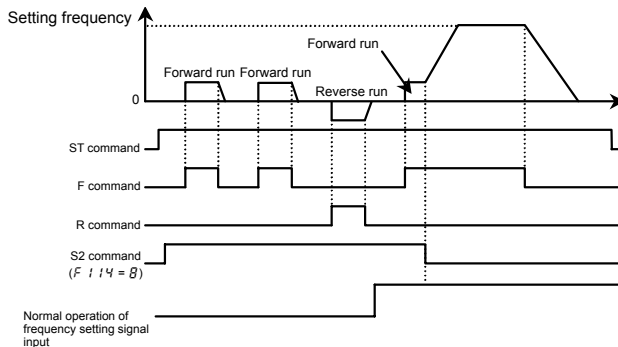 Setting frequency
Forward run
Forward run Forward run
Reverse run
0
ST command
F command
R command
S2 command
(F114 = 8)
Normal operation of
frequency setting signal
input